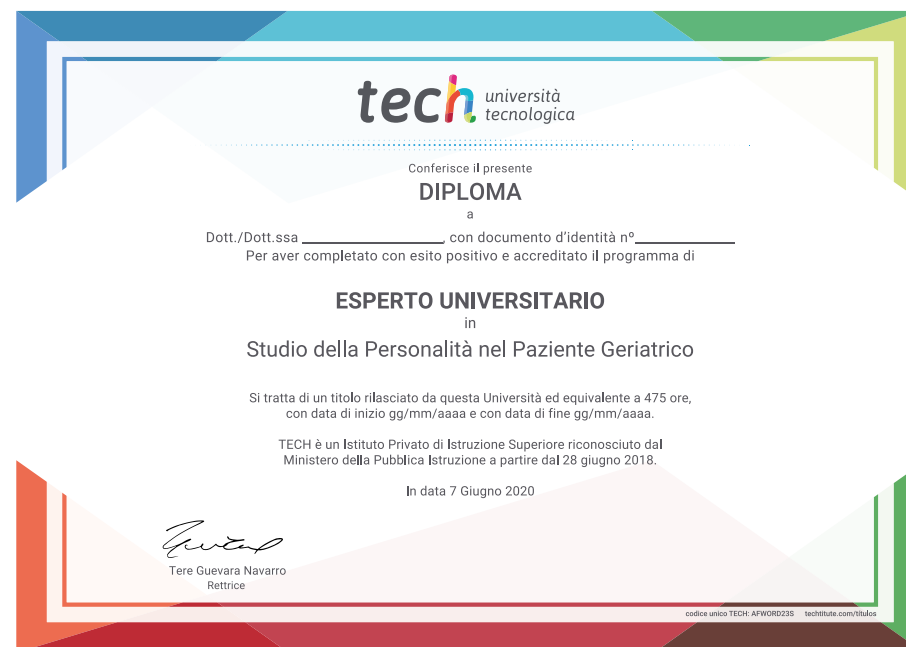 tech università
tecnologica
Conferisce il presente
DIPLOMA
a
Dott./Dott.ssa ____________________, con documento d'identità nº______________
Per aver completato con esito positivo e accreditato il programma di
ESPERTO UNIVERSITARIO
in
Studio della Personalità nel Paziente Geriatrico
Si tratta di un titolo rilasciato da questa Università ed equivalente a 475 ore,
con data di inizio gg/mm/aaaa e con data di fine gg/mm/aaaa.
TECH è un Istituto Privato di Istruzione Superiore riconosciuto dal
Ministero della Pubblica Istruzione a partire dal 28 giugno 2018.
In data 7 Giugno 2020
Tere Guevara Navarro
Rettrice
codice unico TECH: AFWORD23S techtitute.com/titulos